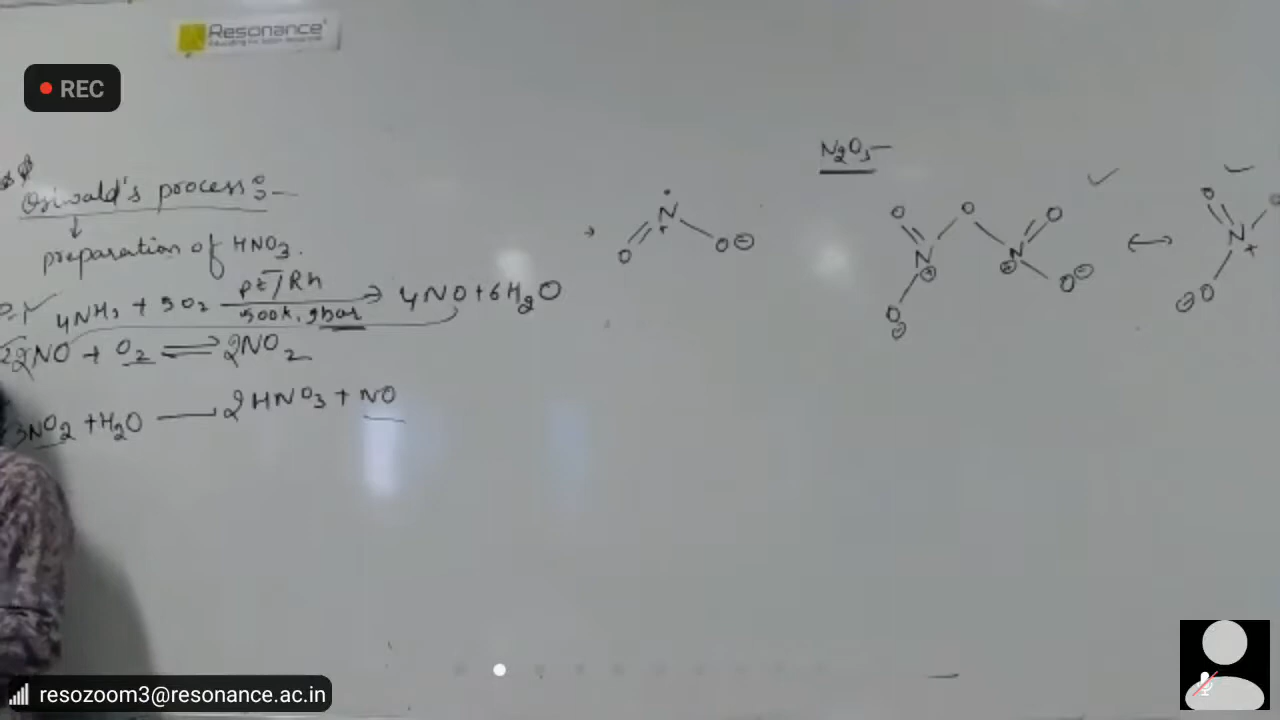 Resonance®
REC
N2O5—
Ostwald's process :—
preparation of HNO3.
4NH3 + 5O2 Pt/Rh 500K, 9bar → 4NO + 6H2O
2NO + O2 ⇌ 2NO2
3NO2 + H2O — 2HNO3 + NO
O N + O ⊖
O N ⊕ O ⊖ O N ⊕ O O ⊖ ↔ O N + O ⊖ O
resozoom3@resonance.ac.in